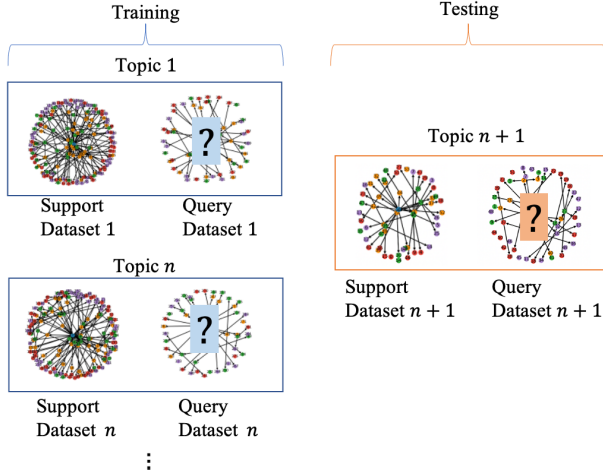 Training
Testing
Topic 1
?
Support
Dataset 1
Query
Dataset 1
Topic n
?
Support
Dataset n
Query
Dataset n
⋮
Topic n + 1
?
Support
Dataset n + 1
Query
Dataset n + 1